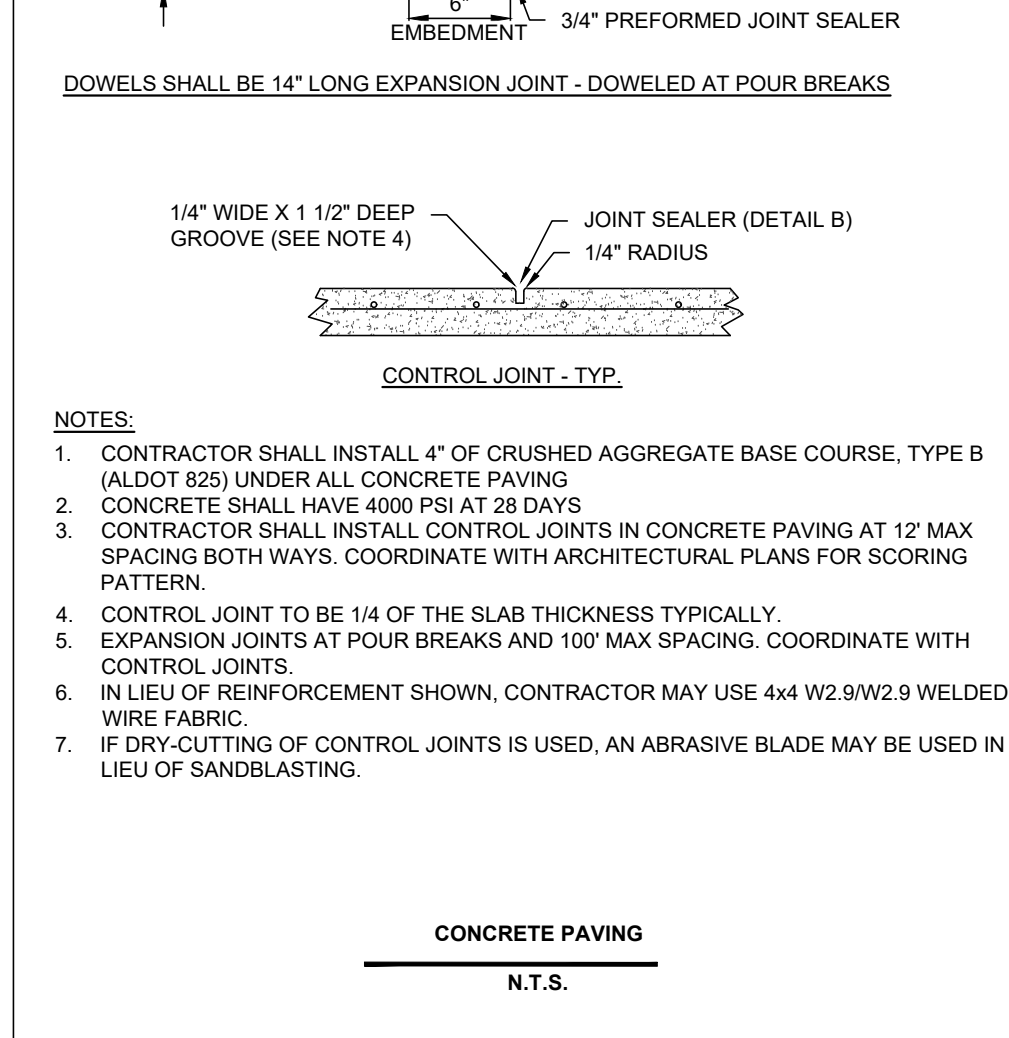 6"
EMBEDMENT
3/4" PREFORMED JOINT SEALER
DOWELS SHALL BE 14" LONG EXPANSION JOINT - DOWELED AT POUR BREAKS
1/4" WIDE X 1 1/2" DEEP
GROOVE (SEE NOTE 4)
JOINT SEALER (DETAIL B)
1/4" RADIUS
CONTROL JOINT - TYP.
NOTES:
1. CONTRACTOR SHALL INSTALL 4" OF CRUSHED AGGREGATE BASE COURSE, TYPE B
(ALDOT 825) UNDER ALL CONCRETE PAVING
2. CONCRETE SHALL HAVE 4000 PSI AT 28 DAYS
3. CONTRACTOR SHALL INSTALL CONTROL JOINTS IN CONCRETE PAVING AT 12' MAX
SPACING BOTH WAYS. COORDINATE WITH ARCHITECTURAL PLANS FOR SCORING
PATTERN.
4. CONTROL JOINT TO BE 1/4 OF THE SLAB THICKNESS TYPICALLY.
5. EXPANSION JOINTS AT POUR BREAKS AND 100' MAX SPACING. COORDINATE WITH
CONTROL JOINTS.
6. IN LIEU OF REINFORCEMENT SHOWN, CONTRACTOR MAY USE 4x4 W2.9/W2.9 WELDED
WIRE FABRIC.
7. IF DRY-CUTTING OF CONTROL JOINTS IS USED, AN ABRASIVE BLADE MAY BE USED IN
LIEU OF SANDBLASTING.
CONCRETE PAVING
N.T.S.